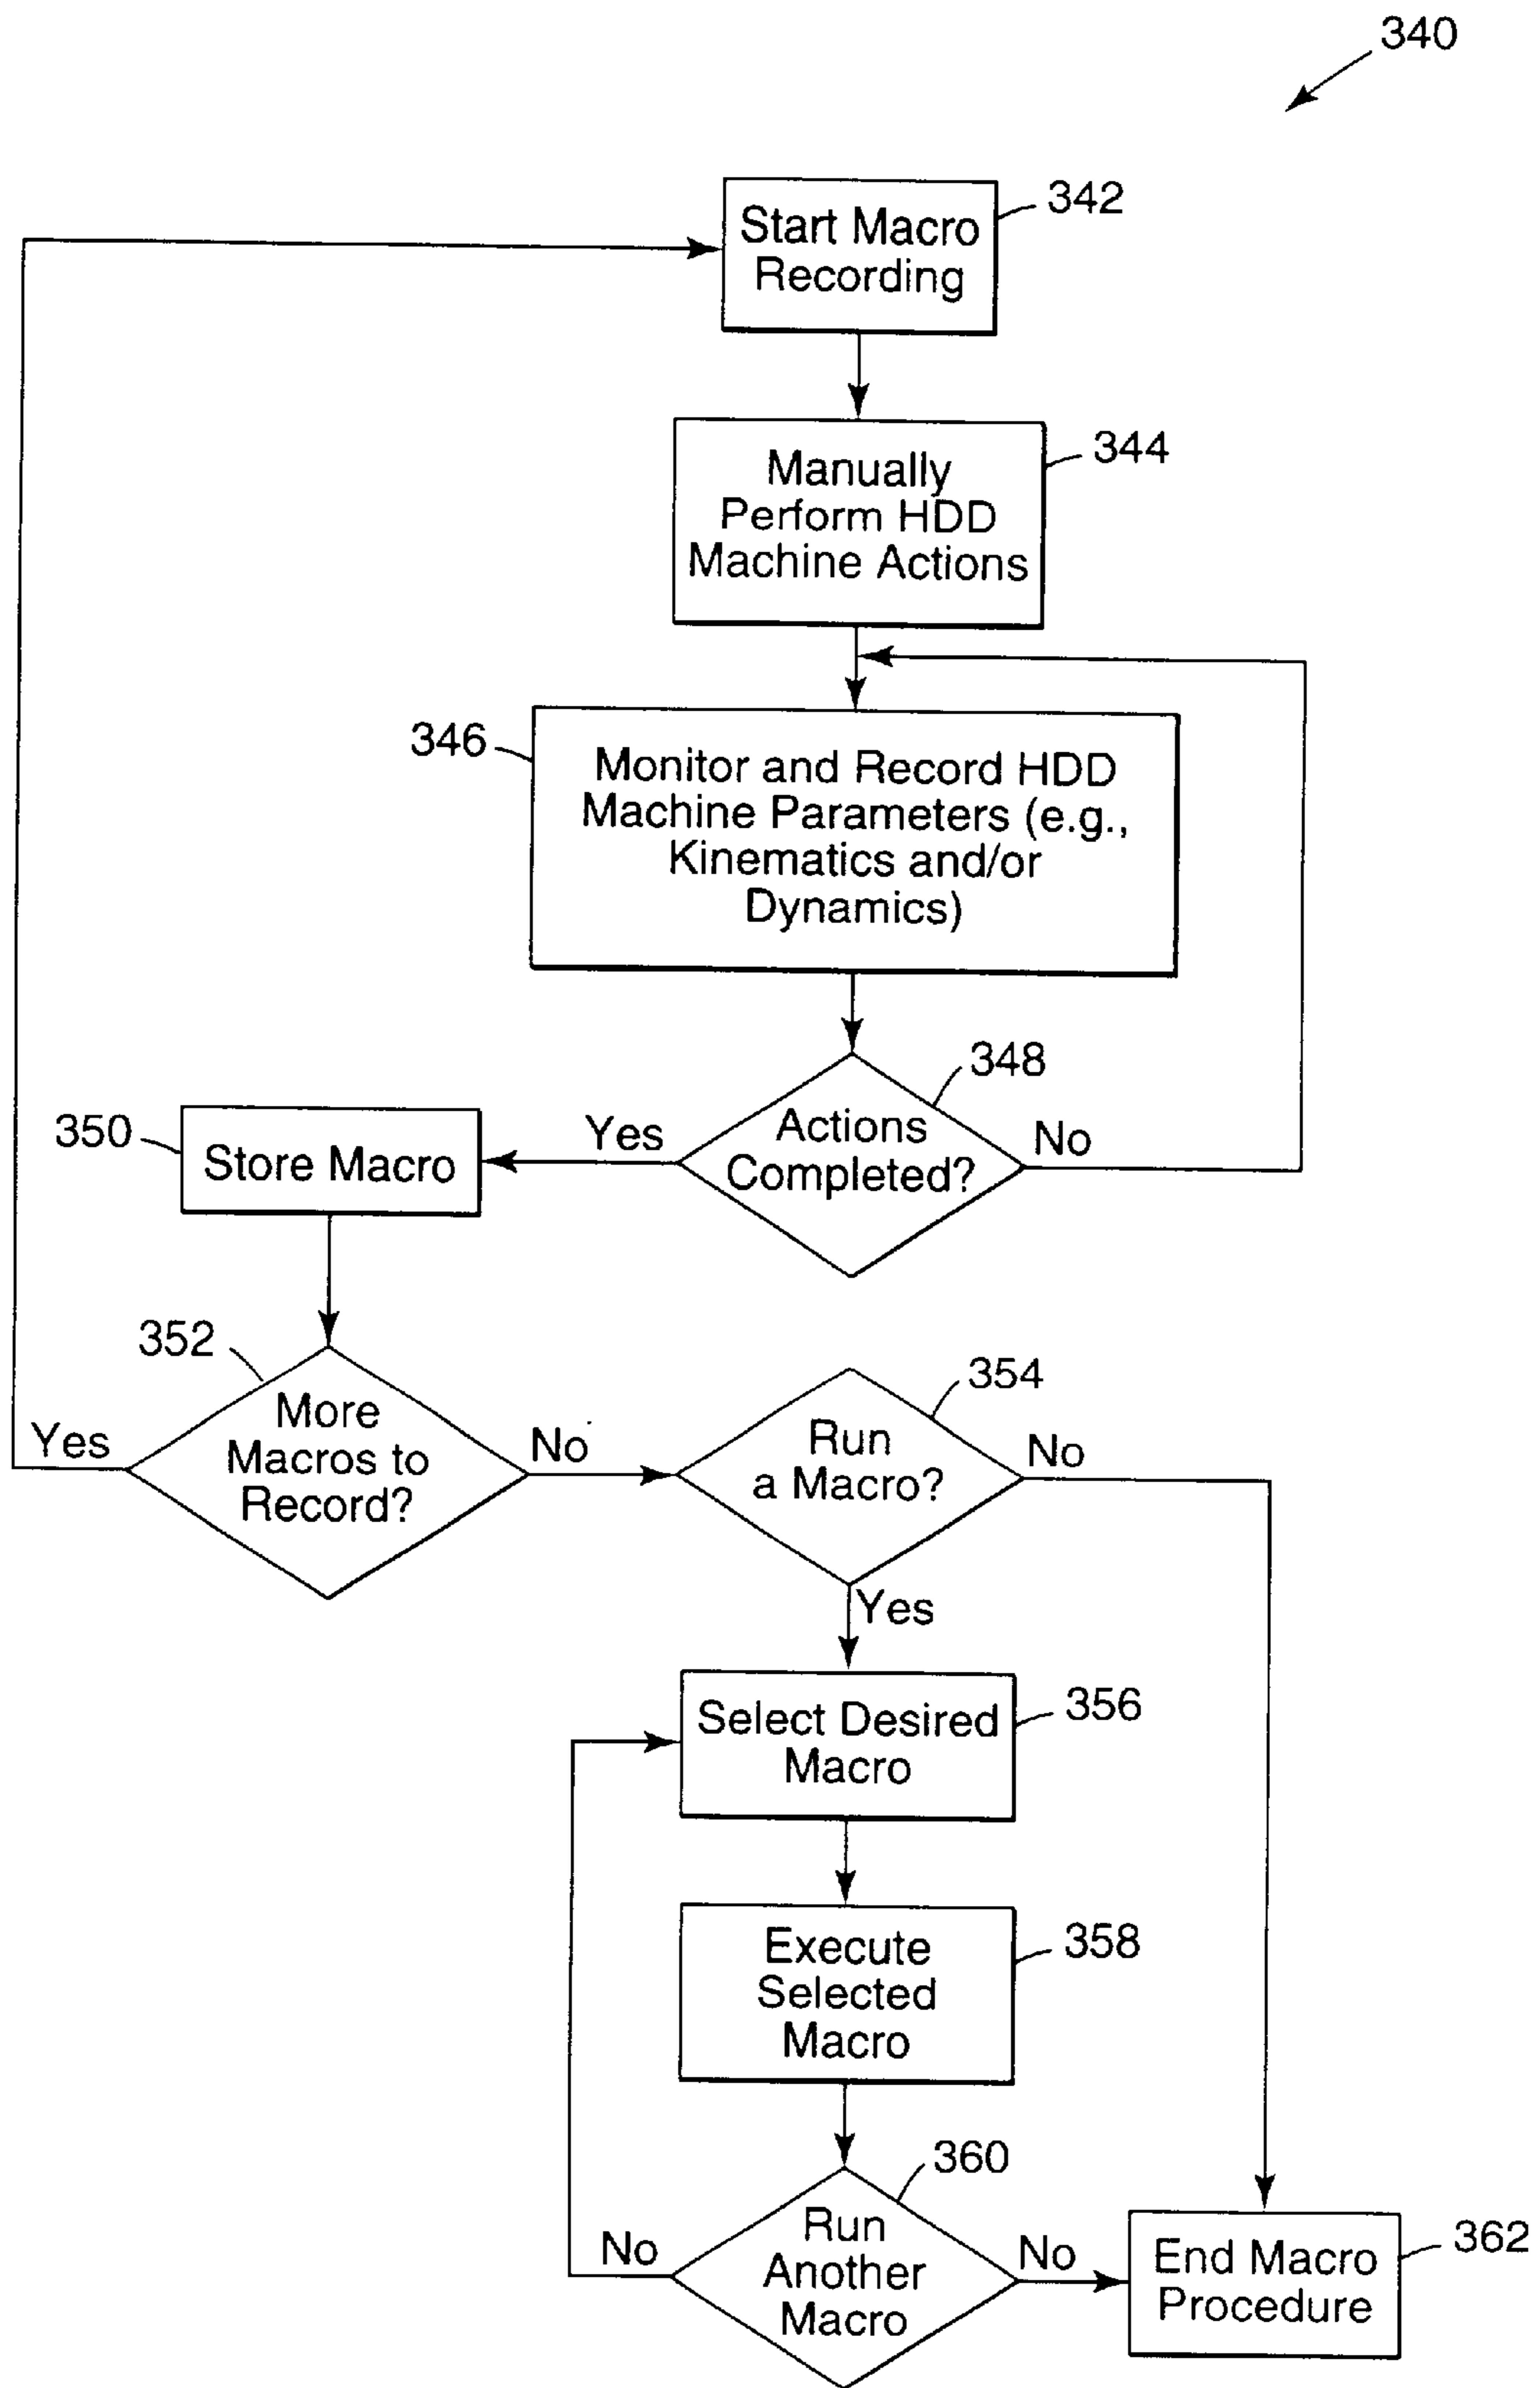 340
342
Start Macro
Recording
344
Manually
Perform HDD
Machine Actions
346
Monitor and Record HDD
Machine Parameters (e.g.,
Kinematics and/or
Dynamics)
348
Actions
Completed?
Yes
No
350
Store Macro
352
More
Macros to
Record?
Yes
No
354
Run
a Macro?
No
Yes
356
Select Desired
Macro
358
Execute
Selected
Macro
360
Run
Another
Macro
No
No
362
End Macro
Procedure